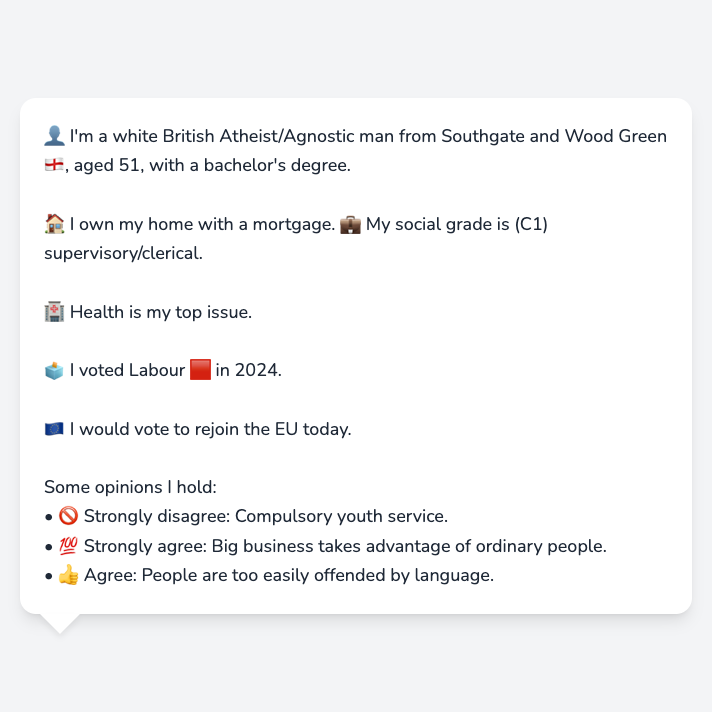 👤 I'm a white British Atheist/Agnostic man from Southgate and Wood Green
🏴󠁧󠁢󠁥󠁮󠁧󠁿, aged 51, with a bachelor's degree.
🏠 I own my home with a mortgage. 💼 My social grade is (C1)
supervisory/clerical.
🏥 Health is my top issue.
🗳️ I voted Labour 🟥 in 2024.
🇪🇺 I would vote to rejoin the EU today.
Some opinions I hold:
• 🚫 Strongly disagree: Compulsory youth service.
• 💯 Strongly agree: Big business takes advantage of ordinary people.
• 👍 Agree: People are too easily offended by language.